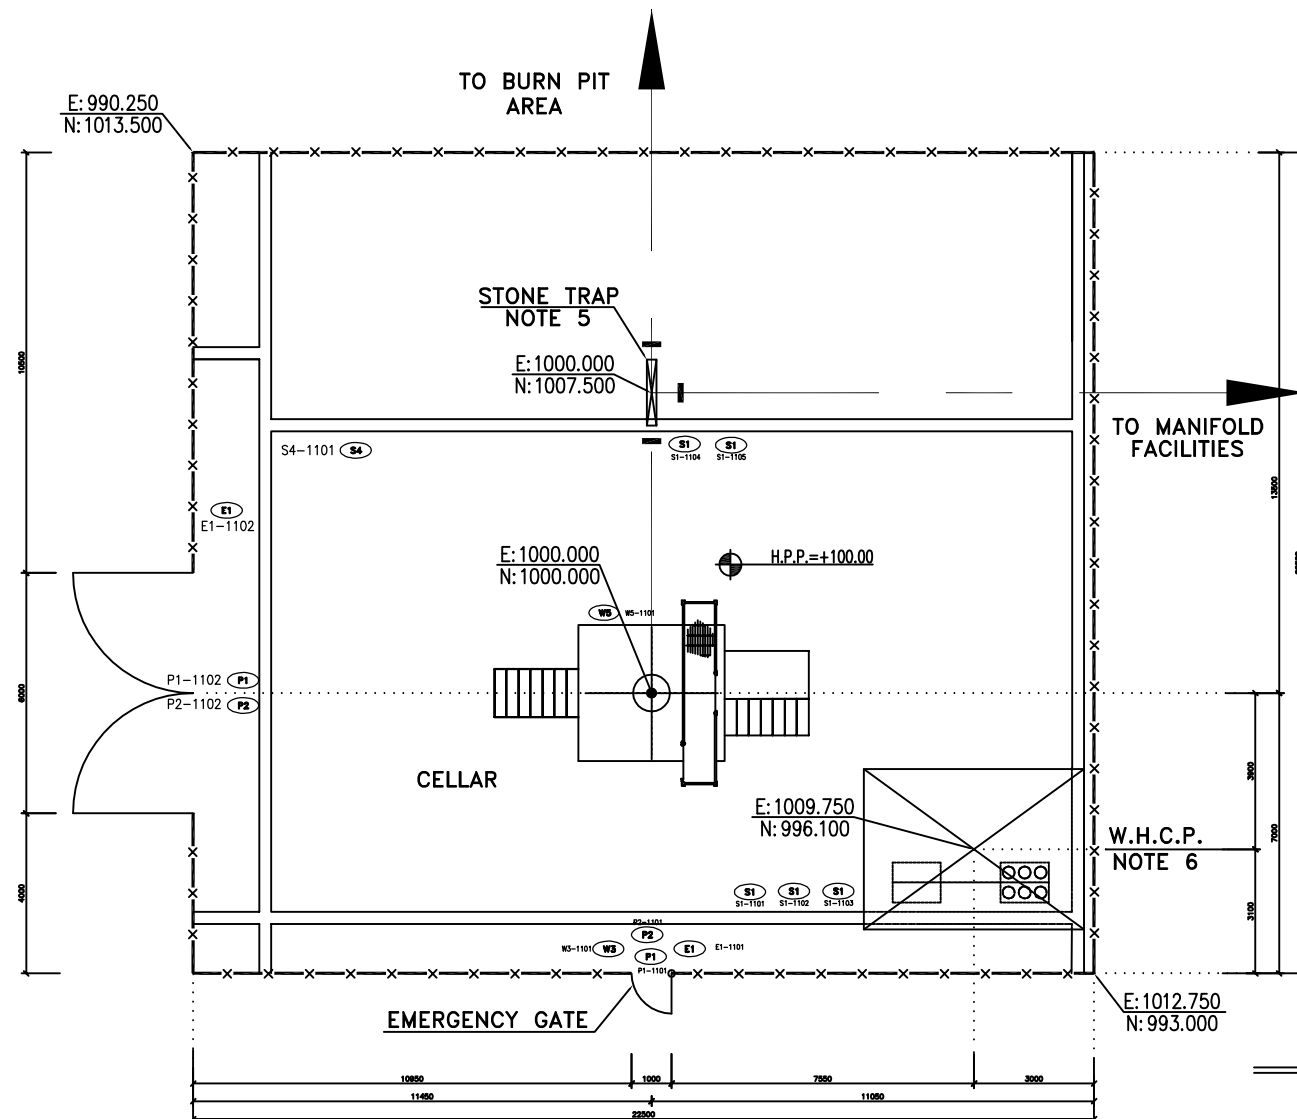 TO BURN PIT
AREA
E: 990.250
N: 1013.500
STONE TRAP
NOTE 5
E: 1000.000
N: 1007.500
TO MANIFOLD
FACILITIES
S4-1101 S4
S1 S1
S1-1104 S1-1105
E1
E1-1102
E: 1000.000
N: 1000.000
H.P.P.=+100.00
W5 W5-1101
P1-1102 P1
P2-1102 P2
CELLAR
E: 1009.750
N: 996.100
W.H.C.P.
NOTE 6
S1 S1 S1
S1-1101 S1-1102 S1-1103
P2-1101
P2
W3-1101 W3 E1 E1-1101
P1
P1-1101
EMERGENCY GATE
E: 1012.750
N: 993.000
10500
6000
4000
13500
3900
7000
3100
10950 1000 7550 3000
11450 11050
22500